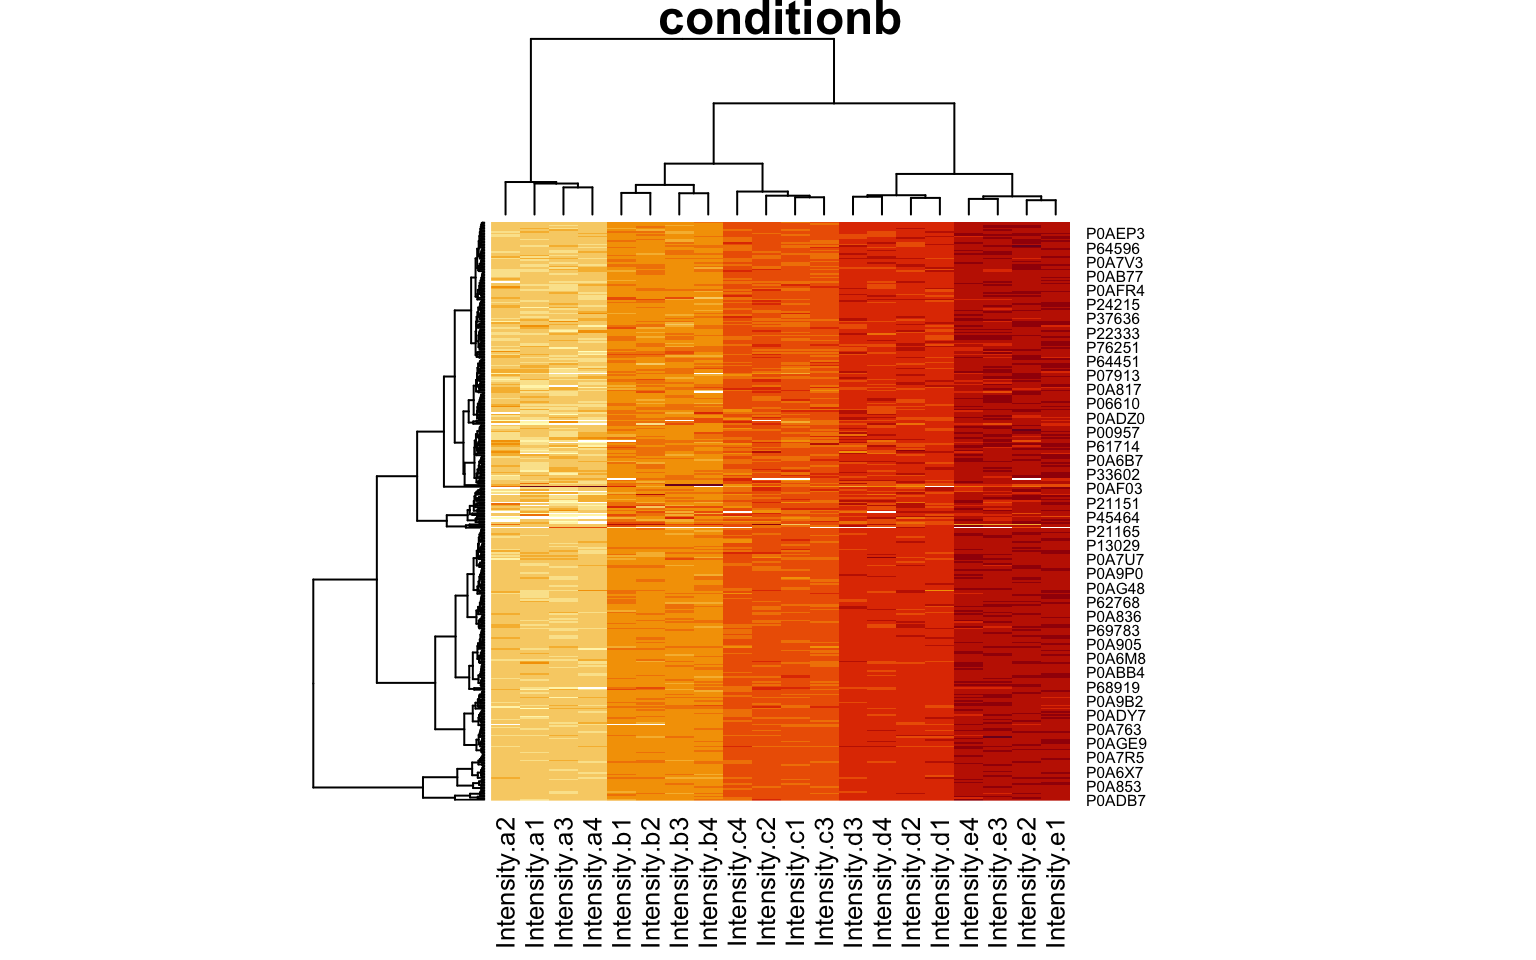 conditionb
P0AEP3
P64596
P0A7V3
P0AB77
P0AFR4
P24215
P37636
P22333
P76251
P64451
P07913
P0A817
P06610
P0ADZ0
P00957
P61714
P0A6B7
P33602
P0AF03
P21151
P45464
P21165
P13029
P0A7U7
P0A9P0
P0AG48
P62768
P0A836
P69783
P0A905
P0A6M8
P0ABB4
P68919
P0A9B2
P0ADY7
P0A763
P0AGE9
P0A7R5
P0A6X7
P0A853
P0ADB7
Intensity.a2
Intensity.a1
Intensity.a3
Intensity.a4
Intensity.b1
Intensity.b2
Intensity.b3
Intensity.b4
Intensity.c4
Intensity.c2
Intensity.c1
Intensity.c3
Intensity.d3
Intensity.d4
Intensity.d2
Intensity.d1
Intensity.e4
Intensity.e3
Intensity.e2
Intensity.e1